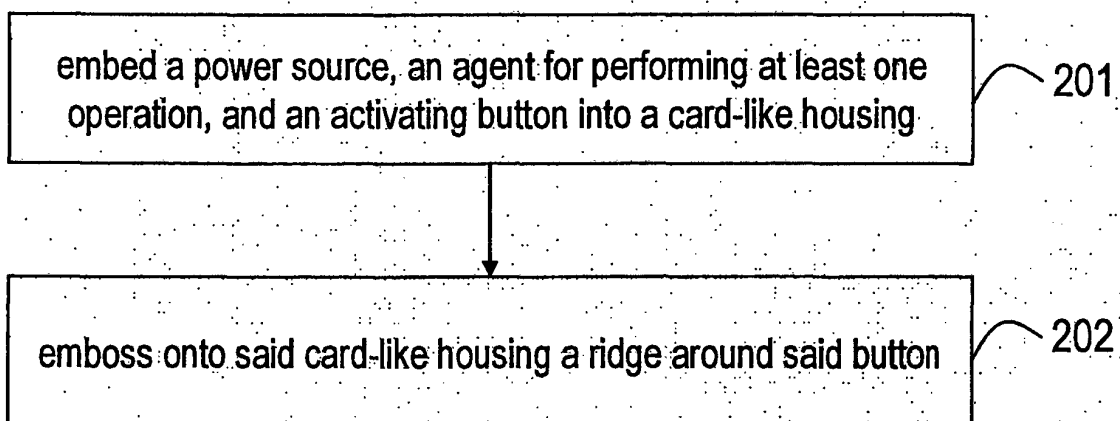 embed a power source, an agent for performing at least one
operation, and an activating button into a card-like housing
201
emboss onto said card-like housing a ridge around said button
202